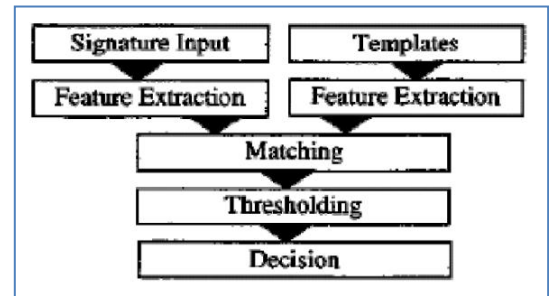 Signature Input
Templates
Feature Extraction
Feature Extraction
Matching
Thresholding
Decision